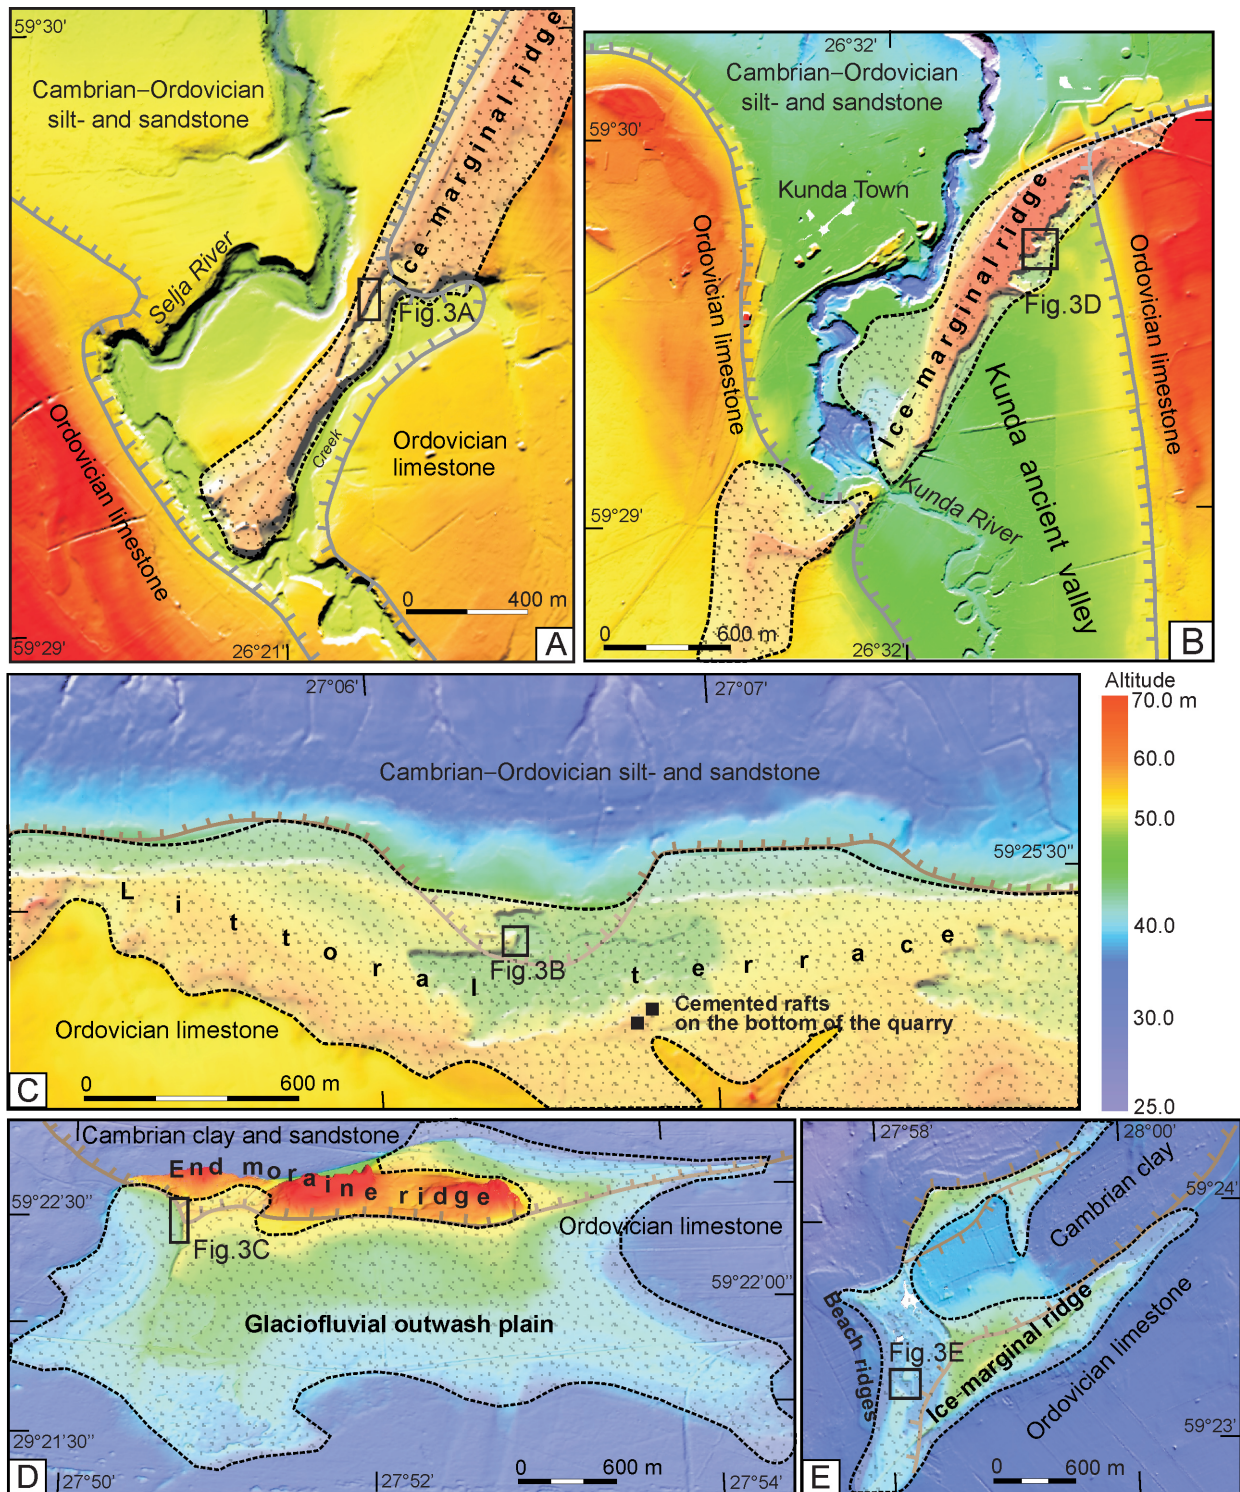 59°30'
Cambrian–Ordovician
silt- and sandstone
Ice-marginal ridge
Selja River
Fig.3A
Ordovician limestone
Creek
Ordovician
limestone
0 400 m
59°29'
26°21'
A
26°32'
Cambrian–Ordovician
silt- and sandstone
59°30'
Kunda Town
Ordovician limestone
Ice-marginal ridge
Fig.3D
Ordovician limestone
Kunda ancient valley
Kunda River
59°29'
0 600 m
26°32'
B
27°06'
27°07'
Cambrian–Ordovician silt- and sandstone
59°25'30"
Littoral terrace
Fig.3B
Cemented rafts
on the bottom of the quarry
Ordovician limestone
0 600 m
C
Altitude
70.0 m
60.0
50.0
40.0
30.0
25.0
Cambrian clay and sandstone
End moraine ridge
59°22'30"
Fig.3C
Ordovician limestone
59°22'00"
Glaciofluvial outwash plain
29°21'30"
D
27°50'
27°52'
0 600 m
27°54'
27°58'
28°00'
Cambrian clay
59°24'
Beach ridges
Fig.3E
Ice-marginal ridge
Ordovician limestone
59°23'
0 600 m
E